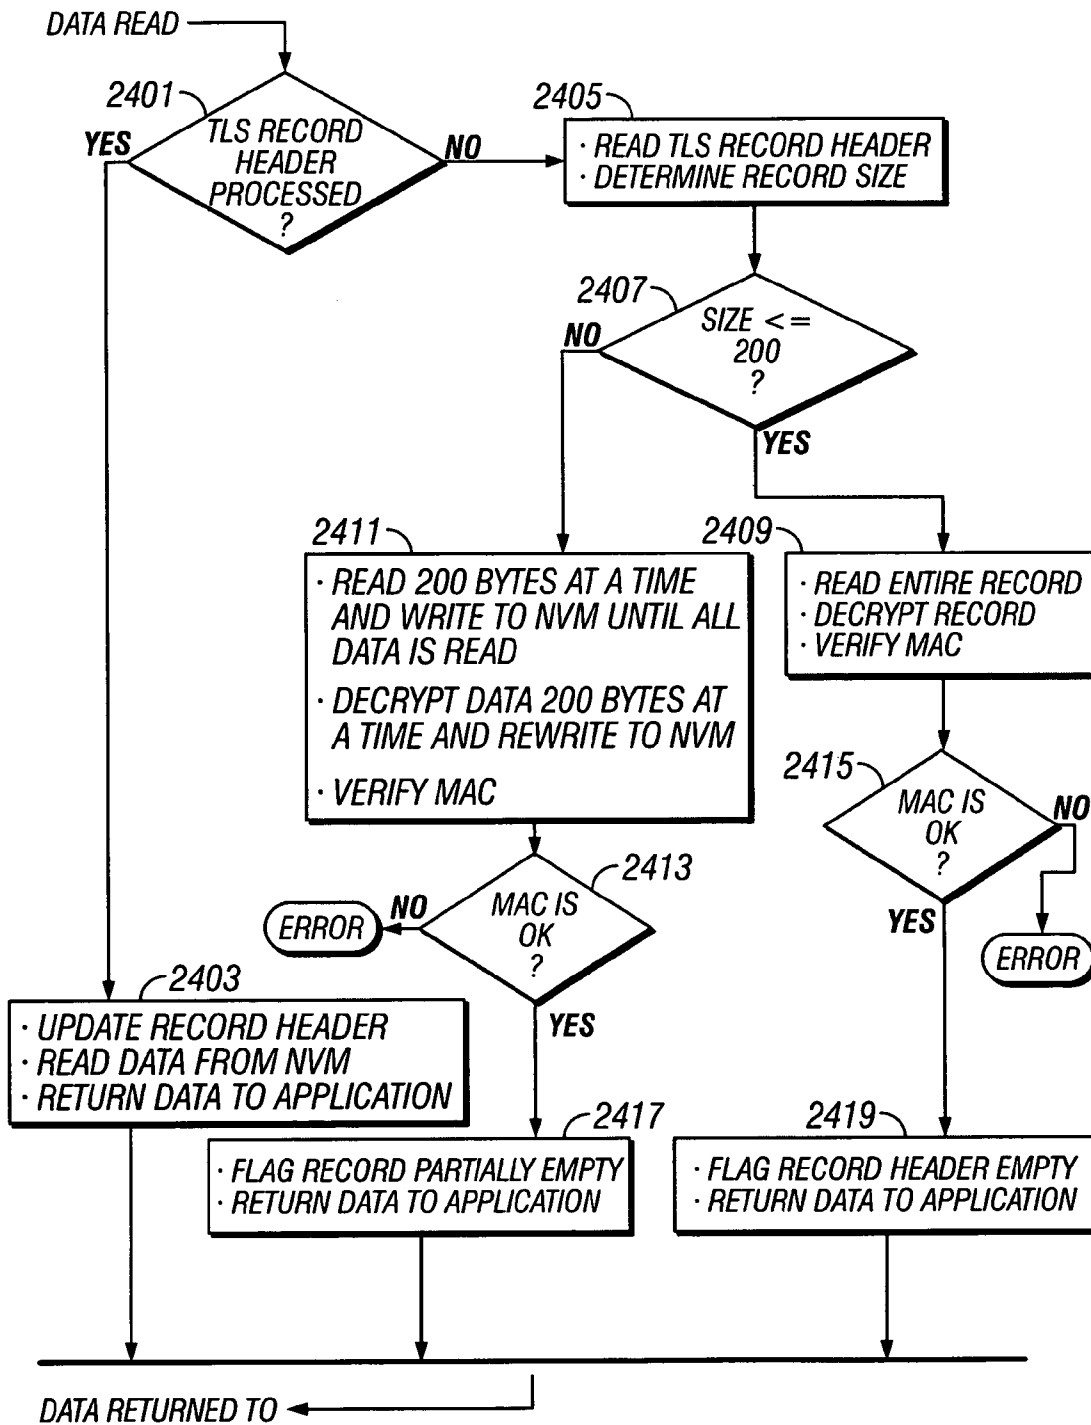 DATA READ
2401
YES
TLS RECORD
HEADER
PROCESSED
?
NO
2405
· READ TLS RECORD HEADER
· DETERMINE RECORD SIZE
2407
NO
SIZE <=
200
?
YES
2411
· READ 200 BYTES AT A TIME
AND WRITE TO NVM UNTIL ALL
DATA IS READ
· DECRYPT DATA 200 BYTES AT
A TIME AND REWRITE TO NVM
· VERIFY MAC
2409
· READ ENTIRE RECORD
· DECRYPT RECORD
· VERIFY MAC
2415
MAC IS
OK
?
NO
YES
ERROR
2413
MAC IS
OK
?
NO
ERROR
YES
2403
· UPDATE RECORD HEADER
· READ DATA FROM NVM
· RETURN DATA TO APPLICATION
2417
· FLAG RECORD PARTIALLY EMPTY
· RETURN DATA TO APPLICATION
2419
· FLAG RECORD HEADER EMPTY
· RETURN DATA TO APPLICATION
DATA RETURNED TO